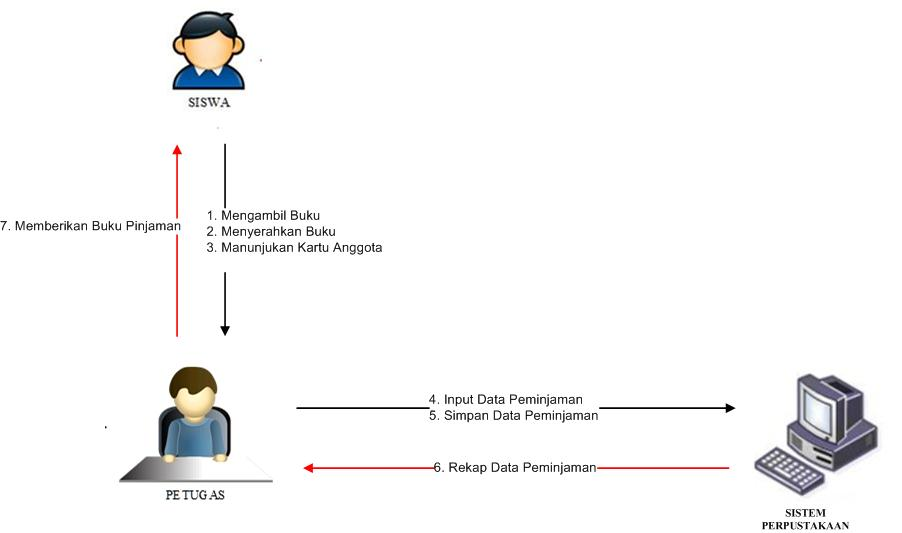 SISWA
7. Memberikan Buku Pinjaman
1. Mengambil Buku
2. Menyerahkan Buku
3. Manunjukan Kartu Anggota
4. Input Data Peminjaman
5. Simpan Data Peminjaman
6. Rekap Data Peminjaman
PETUGAS
SISTEM
PERPUSTAKAAN